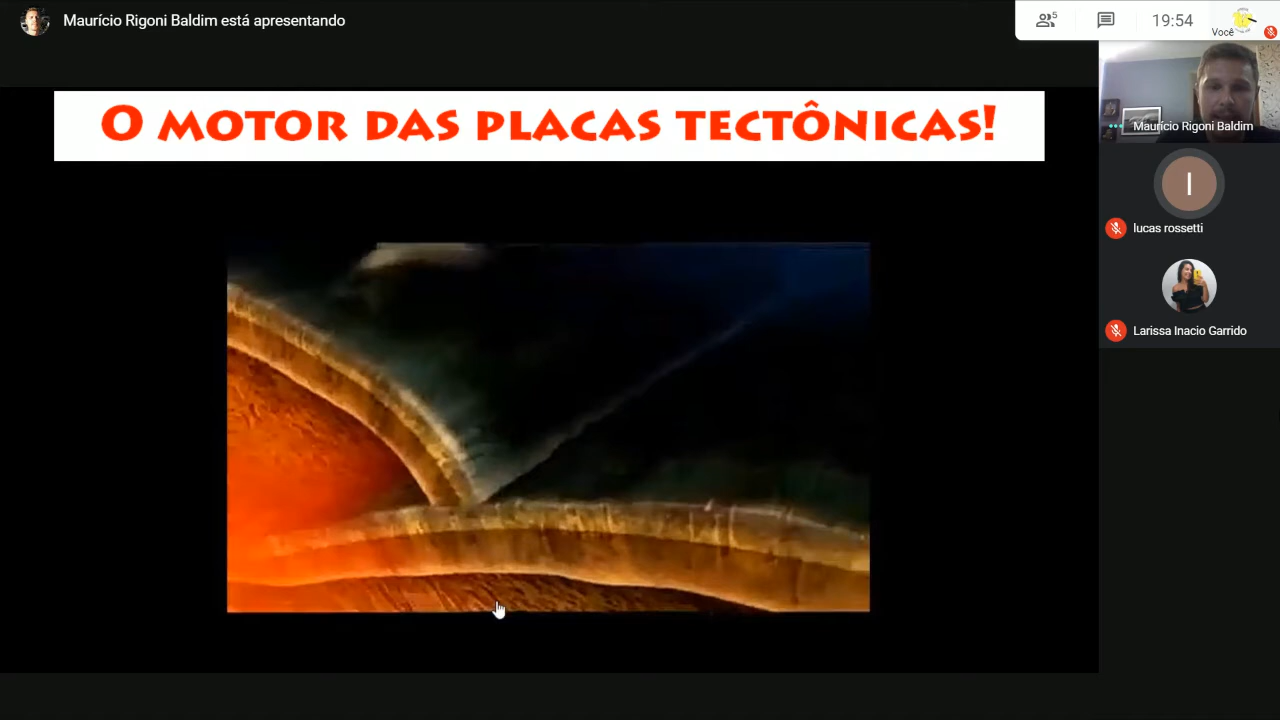 Maurício Rigoni Baldim está apresentando
5
19:54
Você
O MOTOR DAS PLACAS TECTÔNICAS!
Maurício Rigoni Baldim
l
lucas rossetti
Larissa Inacio Garrido